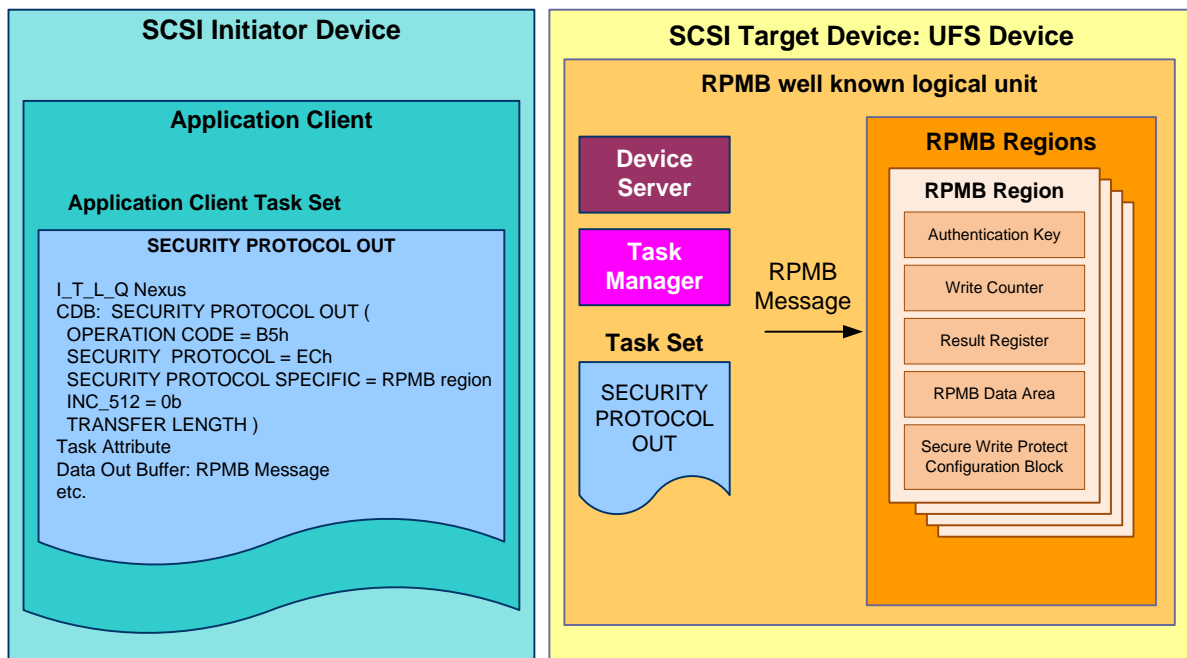 SCSI Initiator Device
Application Client
Application Client Task Set
SECURITY PROTOCOL OUT
I_T_L_Q Nexus
CDB: SECURITY PROTOCOL OUT (
OPERATION CODE = B5h
SECURITY PROTOCOL = ECh
SECURITY PROTOCOL SPECIFIC = RPMB region
INC_512 = 0b
TRANSFER LENGTH )
Task Attribute
Data Out Buffer: RPMB Message
etc.
SCSI Target Device: UFS Device
RPMB well known logical unit
Device
Server
Task
Manager
Task Set
SECURITY
PROTOCOL
OUT
RPMB
Message
RPMB Regions
RPMB Region
Authentication Key
Write Counter
Result Register
RPMB Data Area
Secure Write Protect
Configuration Block